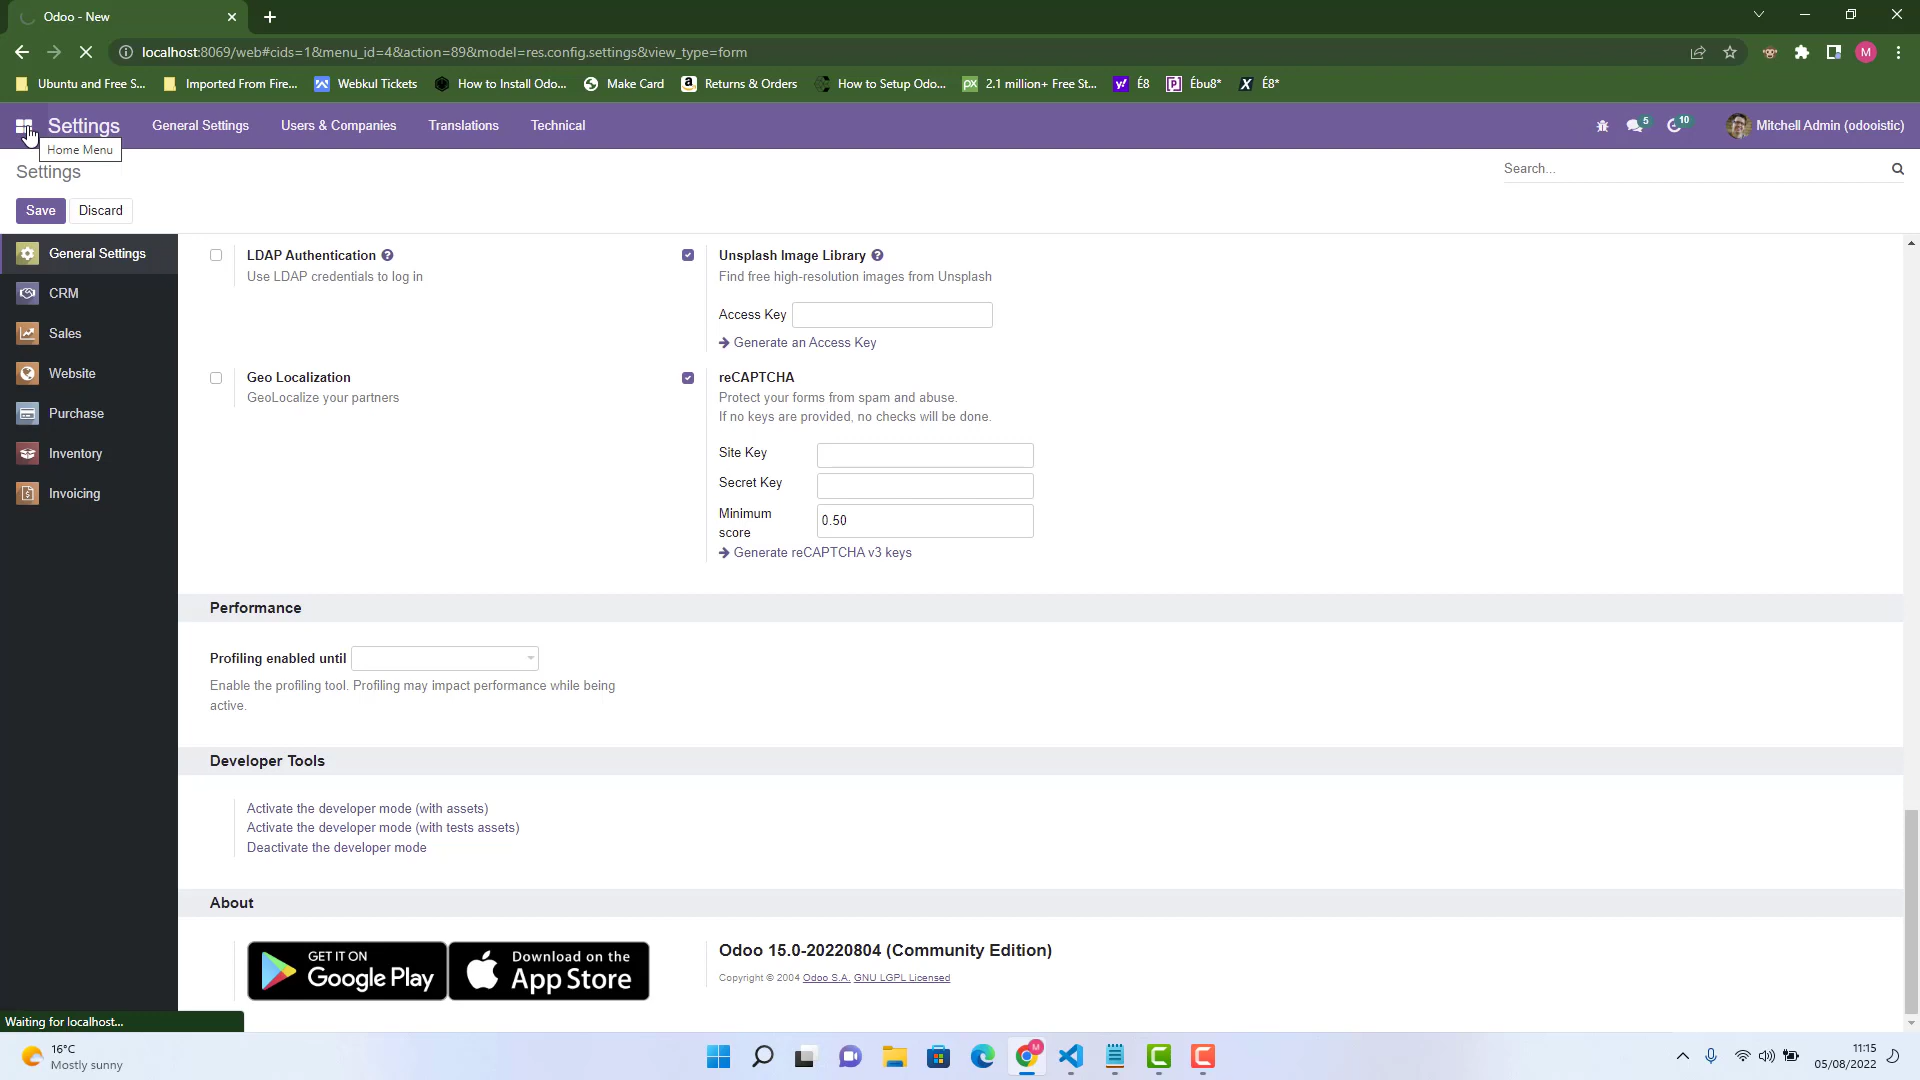 Odoo - New
localhost:8069/web#cids=1&menu_id=4&action=89&model=res.config.settings&view_type=form
M
Ubuntu and Free S...
Imported From Fire...
Webkul Tickets
How to Install Odoo...
Make Card
Returns & Orders
How to Setup Odoo...
2.1 million+ Free St...
É8
Ébu8*
É8*
Settings
General Settings
Users & Companies
Translations
Technical
5
10
Mitchell Admin (odooistic)
Home Menu
Settings
Search...
Save
Discard
General Settings
CRM
Sales
Website
Purchase
Inventory
Invoicing
LDAP Authentication
Use LDAP credentials to log in
Unsplash Image Library
Find free high-resolution images from Unsplash
Access Key
Generate an Access Key
Geo Localization
GeoLocalize your partners
reCAPTCHA
Protect your forms from spam and abuse.
If no keys are provided, no checks will be done.
Site Key
Secret Key
Minimum
score
0.50
Generate reCAPTCHA v3 keys
Performance
Profiling enabled until
Enable the profiling tool. Profiling may impact performance while being
active.
Developer Tools
Activate the developer mode (with assets)
Activate the developer mode (with tests assets)
Deactivate the developer mode
About
GET IT ON
Google Play
Download on the
App Store
Odoo 15.0-20220804 (Community Edition)
Copyright © 2004 Odoo S.A. GNU LGPL Licensed
Waiting for localhost...
16°C
Mostly sunny
11:15
05/08/2022